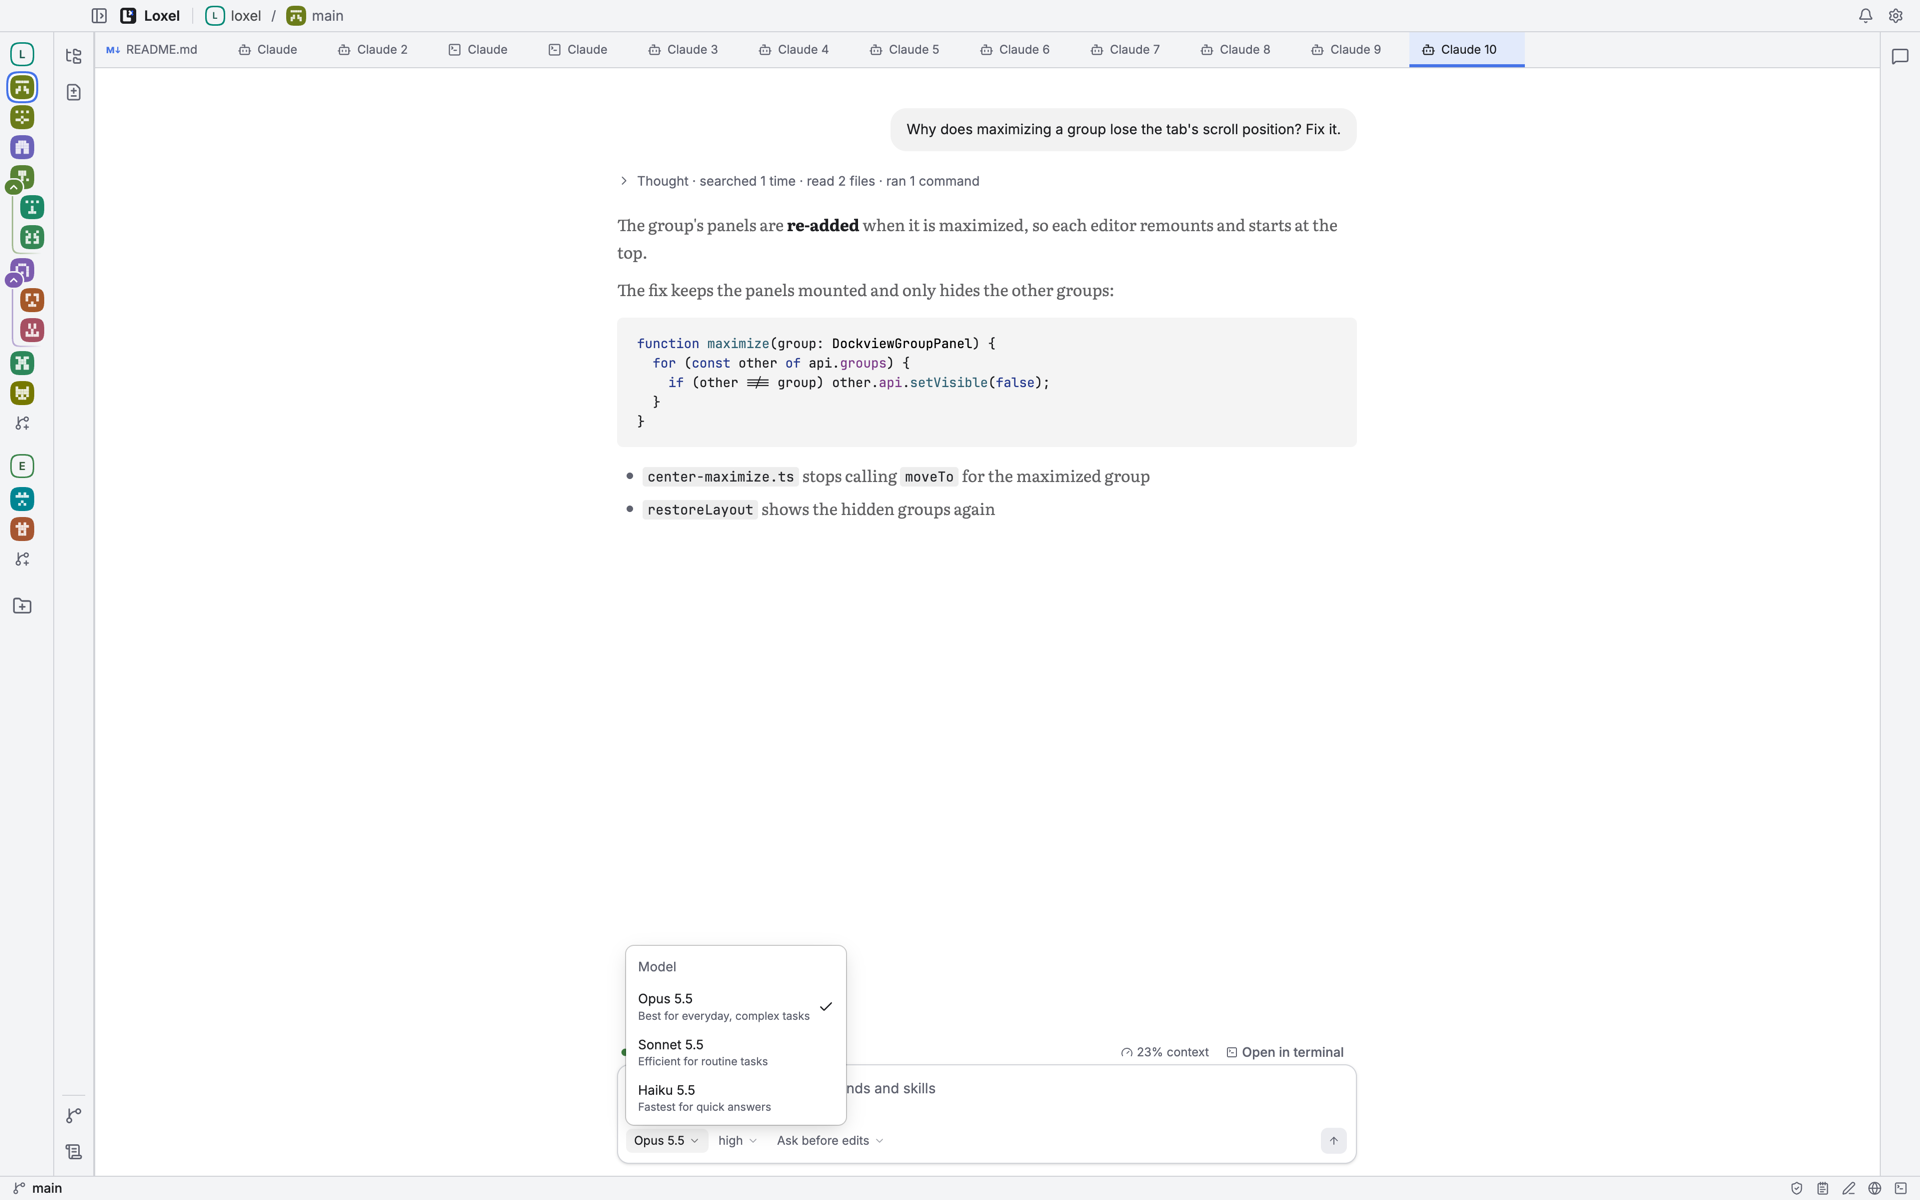 Loxel
L
loxel
/
main
L
README.md
Claude
Claude 2
Claude
Claude
Claude 3
Claude 4
Claude 5
Claude 6
Claude 7
Claude 8
Claude 9
Claude 10
Why does maximizing a group lose the tab's scroll position? Fix it.
Thought · searched 1 time · read 2 files · ran 1 command
The group's panels are re-added when it is maximized, so each editor remounts and starts at the
top.
The fix keeps the panels mounted and only hides the other groups:
function maximize(group: DockviewGroupPanel) {
  for (const other of api.groups) {
    if (other !== group) other.api.setVisible(false);
  }
}
center-maximize.ts stops calling moveTo for the maximized group
restoreLayout shows the hidden groups again
E
Model
Opus 5.5
Best for everyday, complex tasks
Sonnet 5.5
Efficient for routine tasks
Haiku 5.5
Fastest for quick answers
23% context
Open in terminal
nds and skills
Opus 5.5
high
Ask before edits
main